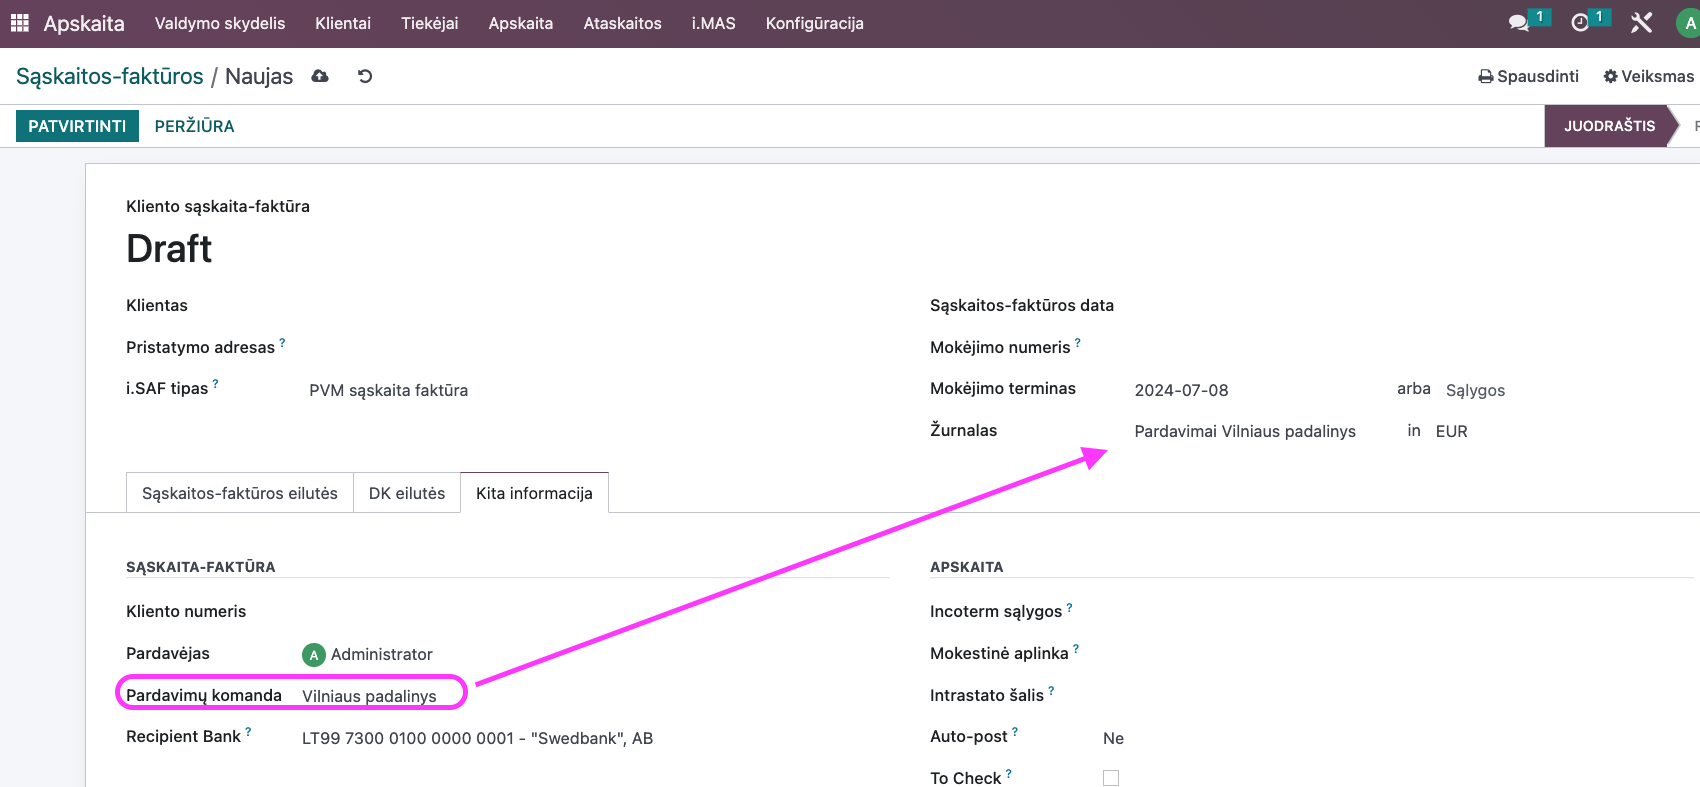 Apskaita Valdymo skydelis Klientai Tiekėjai Apskaita Ataskaitos i.MAS Konfigūracija 1 1 A
Sąskaitos-faktūros / Naujas Spausdinti Veiksmas
PATVIRTINTI PERŽIŪRA JUODRAŠTIS
Kliento sąskaita-faktūra
Draft
Klientas Sąskaitos-faktūros data
Pristatymo adresas ? Mokėjimo numeris ?
i.SAF tipas ? PVM sąskaita faktūra Mokėjimo terminas 2024-07-08 arba Sąlygos
Žurnalas Pardavimai Vilniaus padalinys in EUR
Sąskaitos-faktūros eilutės DK eilutės Kita informacija
SĄSKAITA-FAKTŪRA APSKAITA
Kliento numeris Incoterm sąlygos ?
Pardavėjas A Administrator Mokestinė aplinka ?
Pardavimų komanda Vilniaus padalinys Intrastato šalis ?
Recipient Bank ? LT99 7300 0100 0000 0001 - "Swedbank", AB Auto-post ? Ne
To Check ?